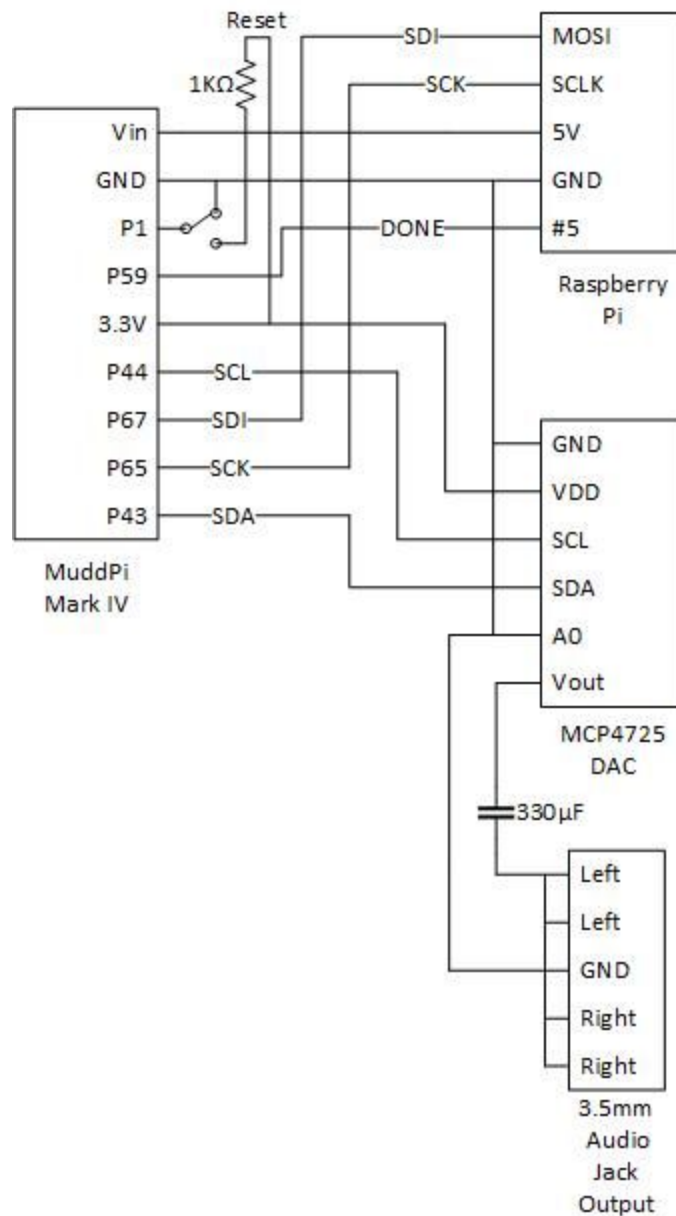 Reset
1KΩ
SDI
SCK
MOSI
SCLK
5V
GND
#5
DONE
Raspberry
Pi
Vin
GND
P1
P59
3.3V
P44
P67
P65
P43
SCL
SDI
SCK
SDA
MuddPi
Mark IV
GND
VDD
SCL
SDA
A0
Vout
MCP4725
DAC
330µF
Left
Left
GND
Right
Right
3.5mm
Audio
Jack
Output